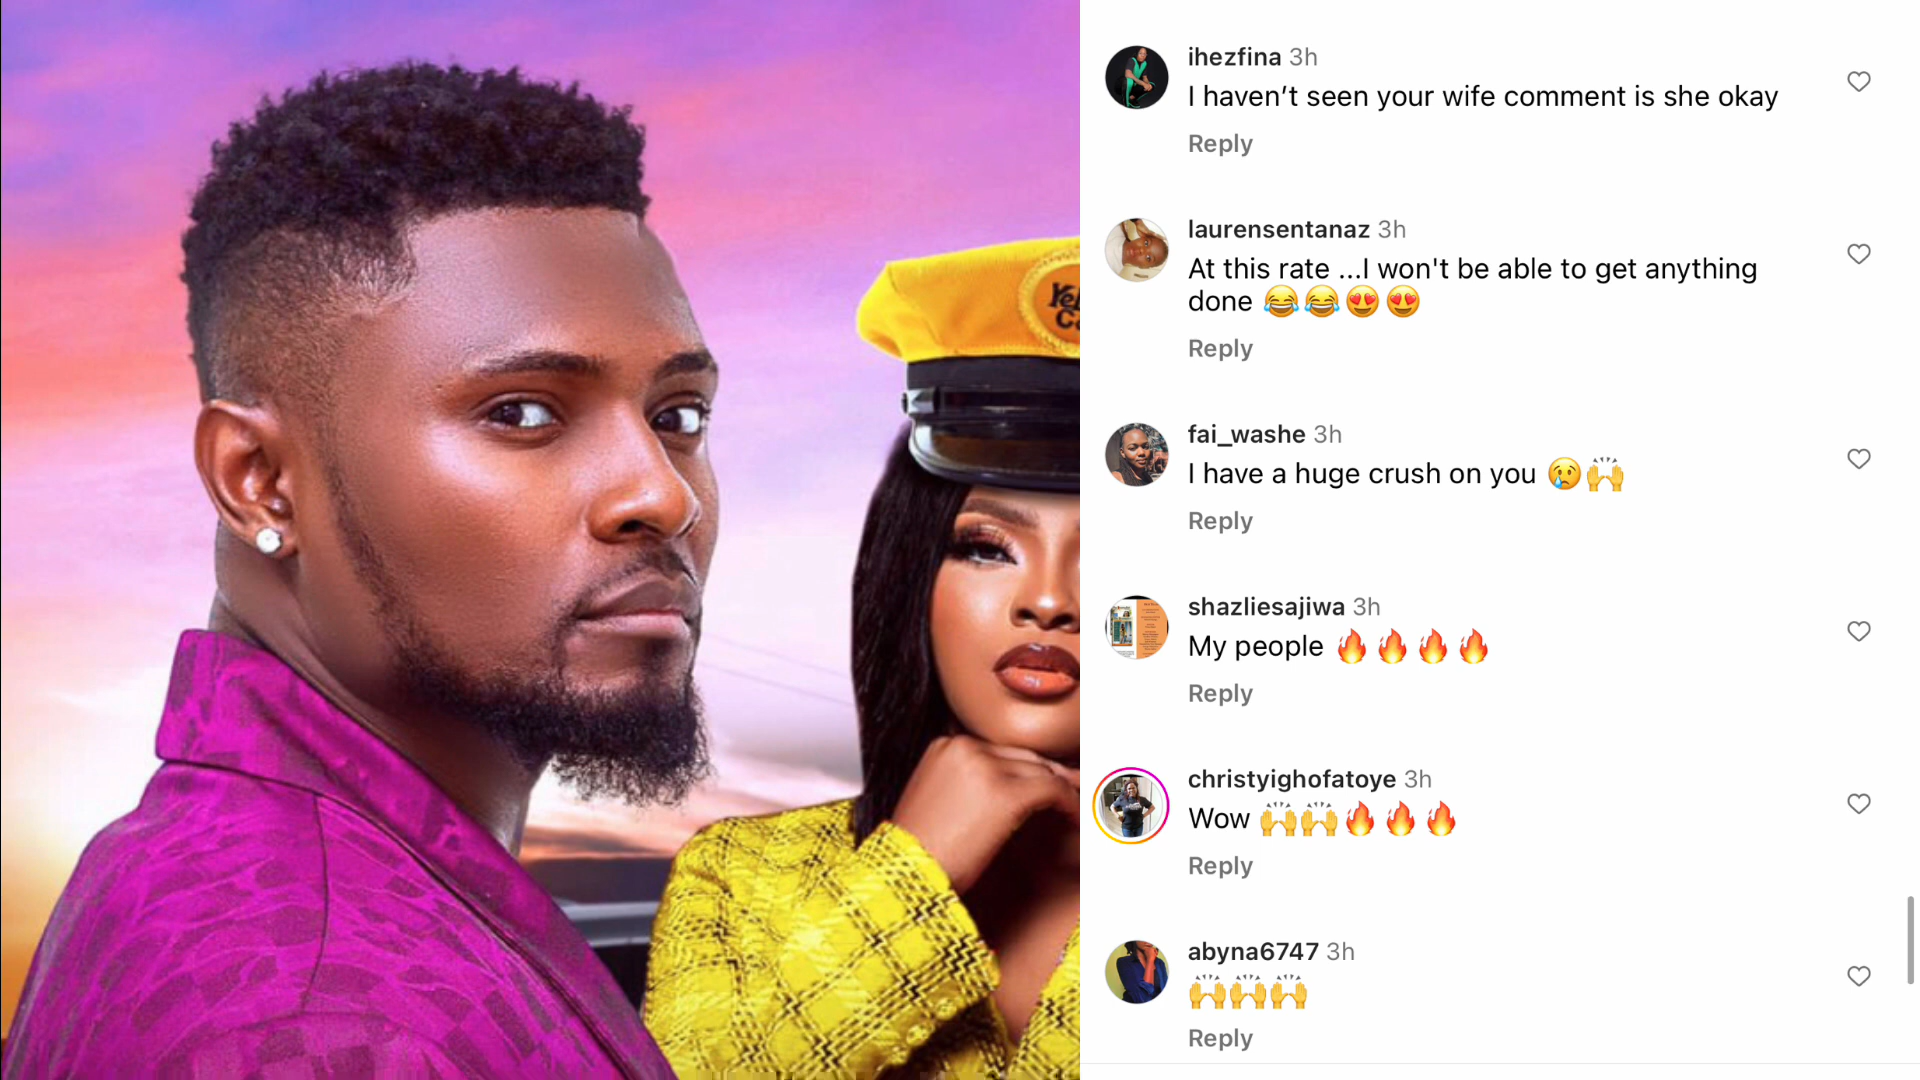 ihezfina 3h
I haven't seen your wife comment is she okay
Reply
laurensentanaz 3h
At this rate ...I won't be able to get anything
done 😂😂😍😍
Reply
fai_washe 3h
I have a huge crush on you 😢🙌
Reply
shazliesajiwa 3h
My people 🔥🔥🔥🔥
Reply
christyighofatoye 3h
Wow 🙌🙌🔥🔥🔥
Reply
abyna6747 3h
🙌🙌🙌
Reply